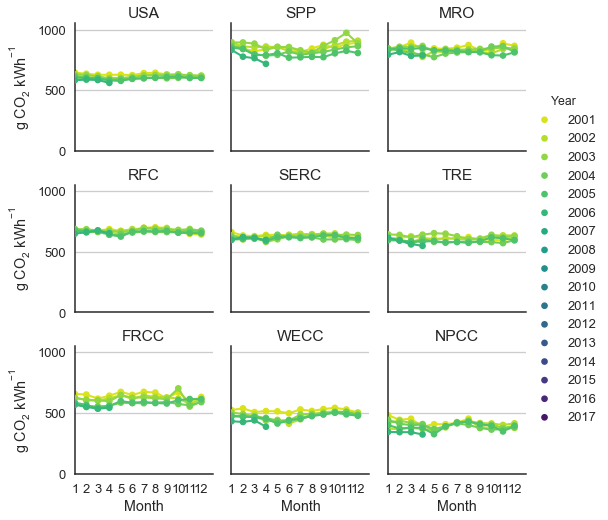 USA SPP MRO
1000
500
0
g CO₂ kWh⁻¹
RFC SERC TRE
1000
500
0
g CO₂ kWh⁻¹
FRCC WECC NPCC
1000
500
0
g CO₂ kWh⁻¹
1 2 3 4 5 6 7 8 9 10 11 12 1 2 3 4 5 6 7 8 9 10 11 12 1 2 3 4 5 6 7 8 9 10 11 12
Month Month Month
Year
2001
2002
2003
2004
2005
2006
2007
2008
2009
2010
2011
2012
2013
2014
2015
2016
2017